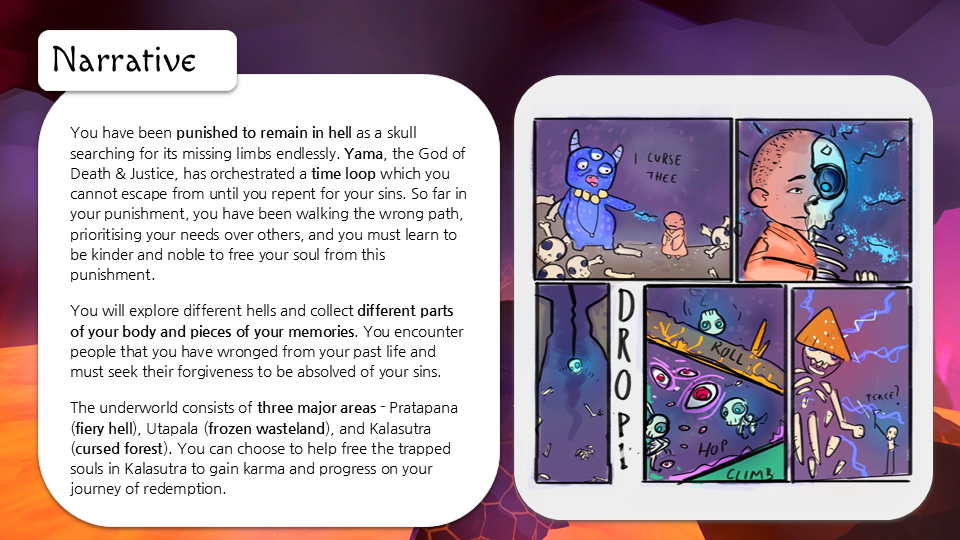 Narrative
You have been punished to remain in hell as a skull
searching for its missing limbs endlessly. Yama, the God of
Death & Justice, has orchestrated a time loop which you
cannot escape from until you repent for your sins. So far in
your punishment, you have been walking the wrong path,
prioritising your needs over others, and you must learn to
be kinder and noble to free your soul from this
punishment.
You will explore different hells and collect different parts
of your body and pieces of your memories. You encounter
people that you have wronged from your past life and
must seek their forgiveness to be absolved of your sins.
The underworld consists of three major areas - Pratapana
(fiery hell), Utapala (frozen wasteland), and Kalasutra
(cursed forest). You can choose to help free the trapped
souls in Kalasutra to gain karma and progress on your
journey of redemption.
I CURSE
THEE
DROP!!
ROLL
HOP
CLIMB
PEACE?